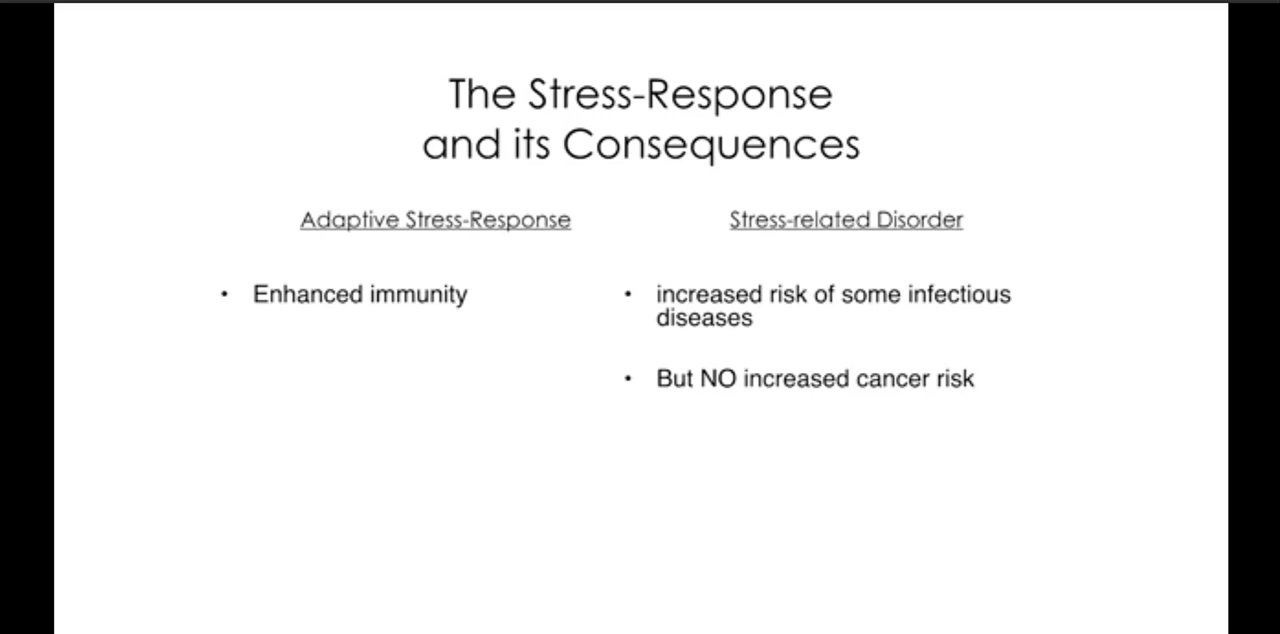 The Stress-Response
and its Consequences
Adaptive Stress-Response
• Enhanced immunity
Stress-related Disorder
• increased risk of some infectious
diseases
• But NO increased cancer risk